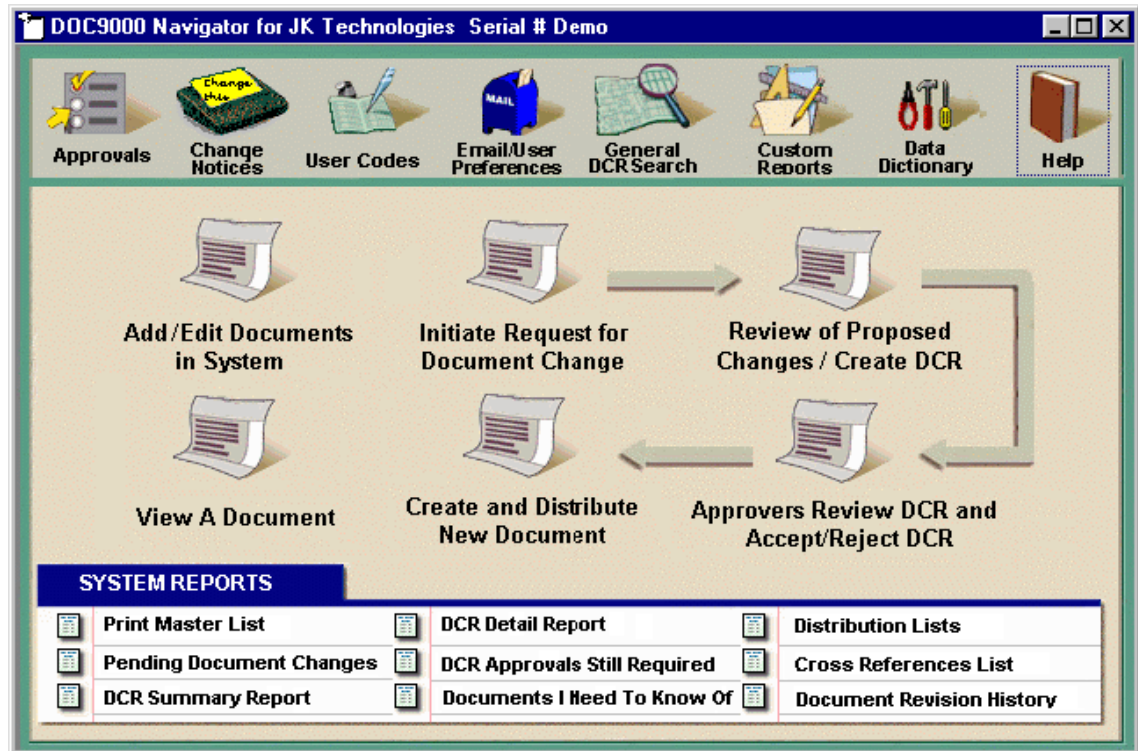 DOC9000 Navigator for JK Technologies Serial # Demo
Change
this
MAIL
Approvals
Change
Notices
User Codes
Email/User
Preferences
General
DCR Search
Custom
Reports
Data
Dictionary
Help
Add/Edit Documents
in System
Initiate Request for
Document Change
Review of Proposed
Changes / Create DCR
View A Document
Create and Distribute
New Document
Approvers Review DCR and
Accept/Reject DCR
SYSTEM REPORTS
Print Master List
DCR Detail Report
Distribution Lists
Pending Document Changes
DCR Approvals Still Required
Cross References List
DCR Summary Report
Documents I Need To Know Of
Document Revision History